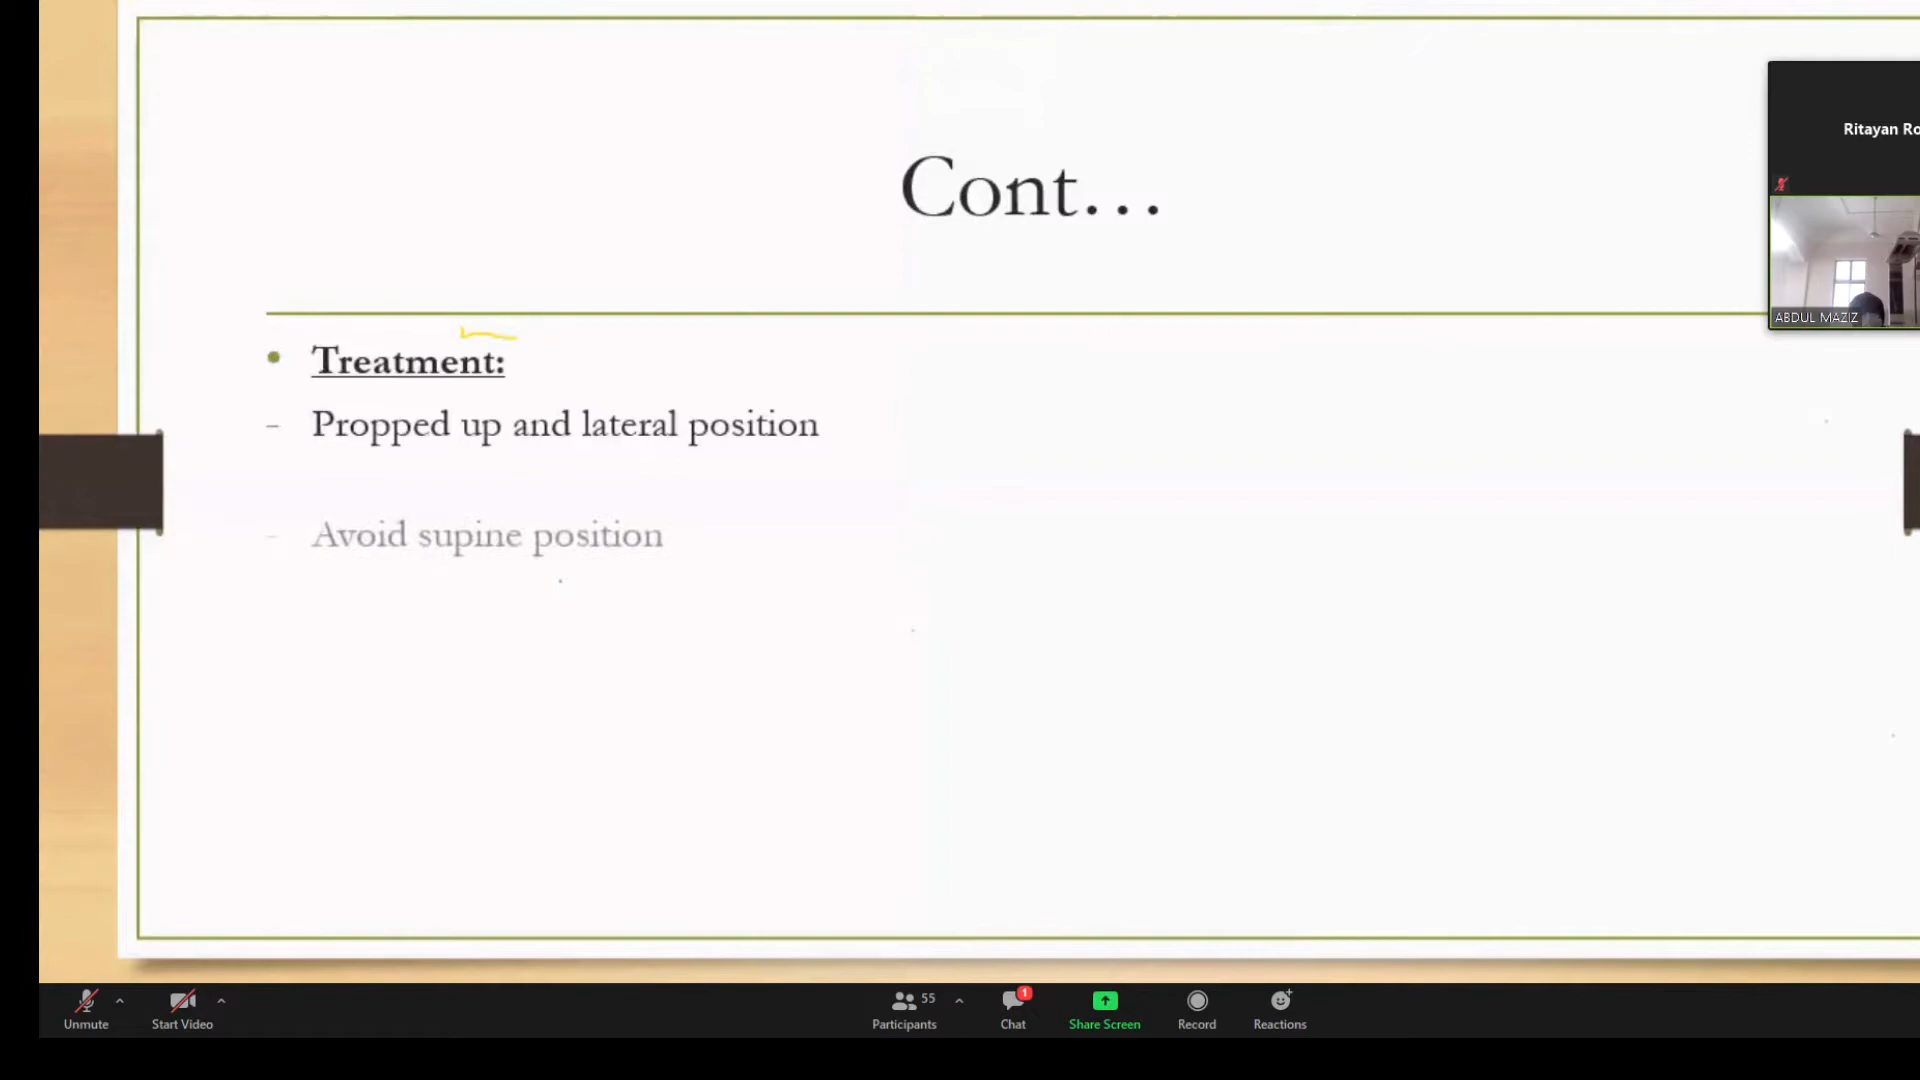 Cont...
Ritayan Ro
ABDUL MAZIZ
Treatment:
- Propped up and lateral position
- Avoid supine position
Unmute
Start Video
55
Participants
1
Chat
Share Screen
Record
Reactions